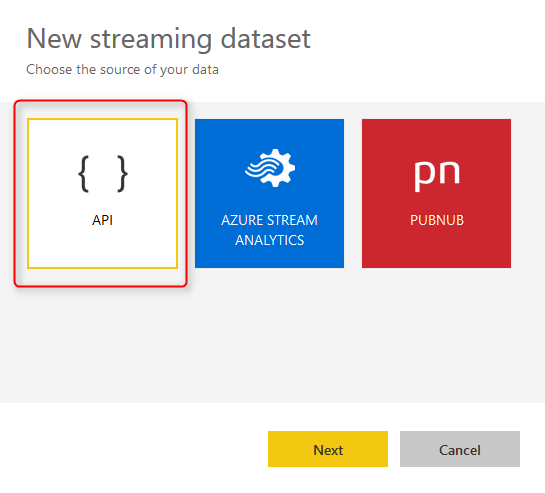 New streaming dataset
Choose the source of your data
{ }
API
AZURE STREAM
ANALYTICS
pn
PUBNUB
Next
Cancel